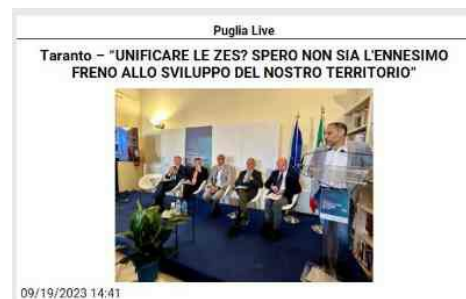 Puglia Live
Taranto – "UNIFICARE LE ZES? SPERO NON SIA L'ENNESIMO
FRENO ALLO SVILUPPO DEL NOSTRO TERRITORIO"
09/19/2023 14:41